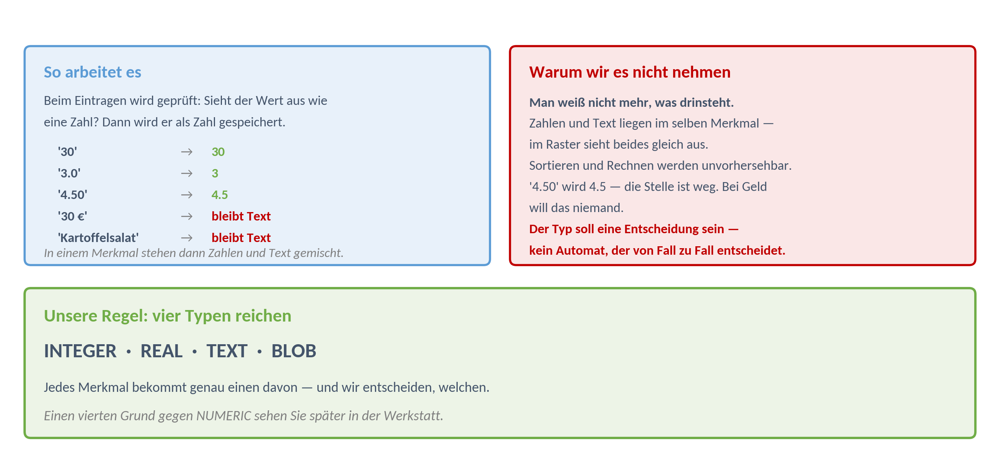 So arbeitet es
Beim Eintragen wird geprüft: Sieht der Wert aus wie
eine Zahl? Dann wird er als Zahl gespeichert.
'30' → 30
'3.0' → 3
'4.50' → 4.5
'30 €' → bleibt Text
'Kartoffelsalat' → bleibt Text
In einem Merkmal stehen dann Zahlen und Text gemischt.
Warum wir es nicht nehmen
Man weiß nicht mehr, was drinsteht.
Zahlen und Text liegen im selben Merkmal —
im Raster sieht beides gleich aus.
Sortieren und Rechnen werden unvorhersehbar.
'4.50' wird 4.5 — die Stelle ist weg. Bei Geld
will das niemand.
Der Typ soll eine Entscheidung sein —
kein Automat, der von Fall zu Fall entscheidet.
Unsere Regel: vier Typen reichen
INTEGER · REAL · TEXT · BLOB
Jedes Merkmal bekommt genau einen davon — und wir entscheiden, welchen.
Einen vierten Grund gegen NUMERIC sehen Sie später in der Werkstatt.